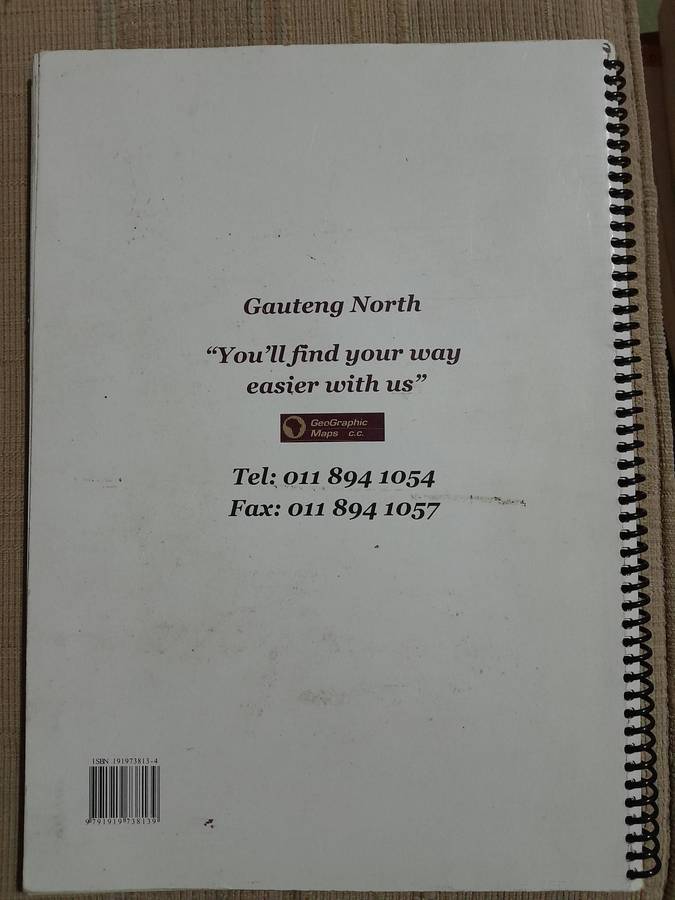 Gauteng North
“You’ll find your way
easier with us”
GeoGraphic
Maps c.c.
Tel: 011 894 1054
Fax: 011 894 1057
ISBN 191973813-4
9791919738139